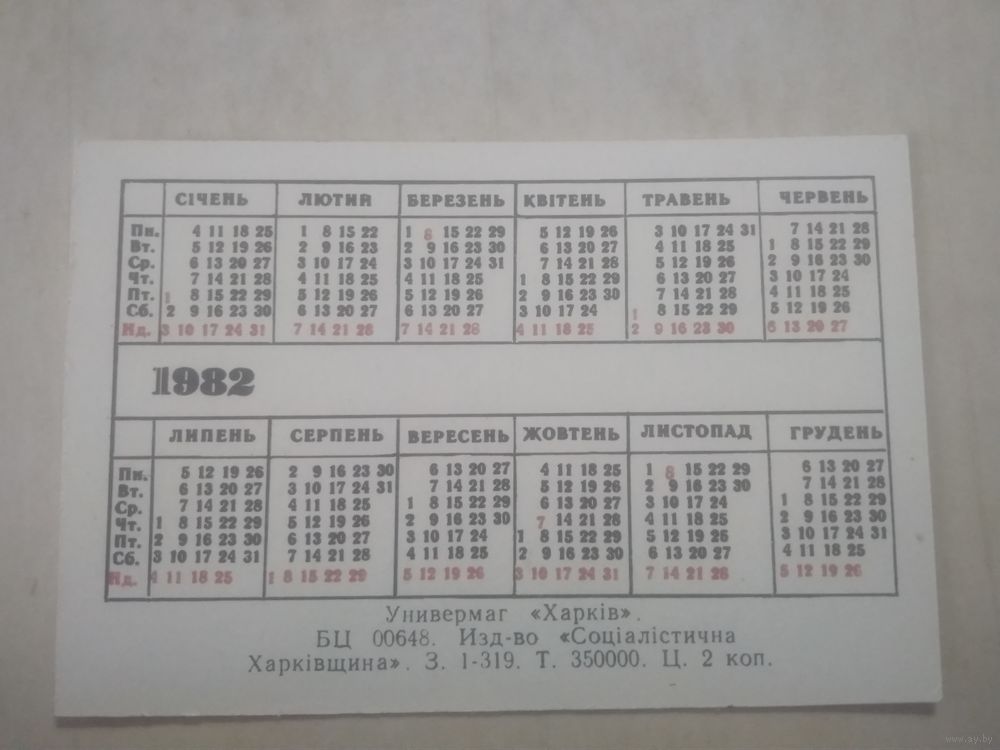 СІЧЕНЬ ЛЮТИЙ БЕРЕЗЕНЬ КВІТЕНЬ ТРАВЕНЬ ЧЕРВЕНЬ
Пн. 4 11 18 25 1 8 15 22 1 8 15 22 29 5 12 19 26 3 10 17 24 31 7 14 21 28
Вт. 5 12 19 26 2 9 16 23 2 9 16 23 30 6 13 20 27 4 11 18 25 1 8 15 22 29
Ср. 6 13 20 27 3 10 17 24 3 10 17 24 31 7 14 21 28 5 12 19 26 2 9 16 23 30
Чт. 7 14 21 28 4 11 18 25 4 11 18 25 1 8 15 22 29 6 13 20 27 3 10 17 24
Пт. 1 8 15 22 29 5 12 19 26 5 12 19 26 2 9 16 23 30 7 14 21 28 4 11 18 25
Сб. 2 9 16 23 30 6 13 20 27 6 13 20 27 3 10 17 24 1 8 15 22 29 5 12 19 26
Нд. 3 10 17 24 31 7 14 21 28 7 14 21 28 4 11 18 25 2 9 16 23 30 6 13 20 27
1982
ЛИПЕНЬ СЕРПЕНЬ ВЕРЕСЕНЬ ЖОВТЕНЬ ЛИСТОПАД ГРУДЕНЬ
Пн. 5 12 19 26 2 9 16 23 30 6 13 20 27 4 11 18 25 1 8 15 22 29 6 13 20 27
Вт. 6 13 20 27 3 10 17 24 31 7 14 21 28 5 12 19 26 2 9 16 23 30 7 14 21 28
Ср. 7 14 21 28 4 11 18 25 1 8 15 22 29 6 13 20 27 3 10 17 24 1 8 15 22 29
Чт. 1 8 15 22 29 5 12 19 26 2 9 16 23 30 7 14 21 28 4 11 18 25 2 9 16 23 30
Пт. 2 9 16 23 30 6 13 20 27 3 10 17 24 1 8 15 22 29 5 12 19 26 3 10 17 24 31
Сб. 3 10 17 24 31 7 14 21 28 4 11 18 25 2 9 16 23 30 6 13 20 27 4 11 18 25
Нд. 4 11 18 25 1 8 15 22 29 5 12 19 26 3 10 17 24 31 7 14 21 28 5 12 19 26
Универмаг «Харків».
БЦ 00648. Изд-во «Соціалістична
Харківщина». З. 1-319. Т. 350000. Ц. 2 коп.
www.ay.by